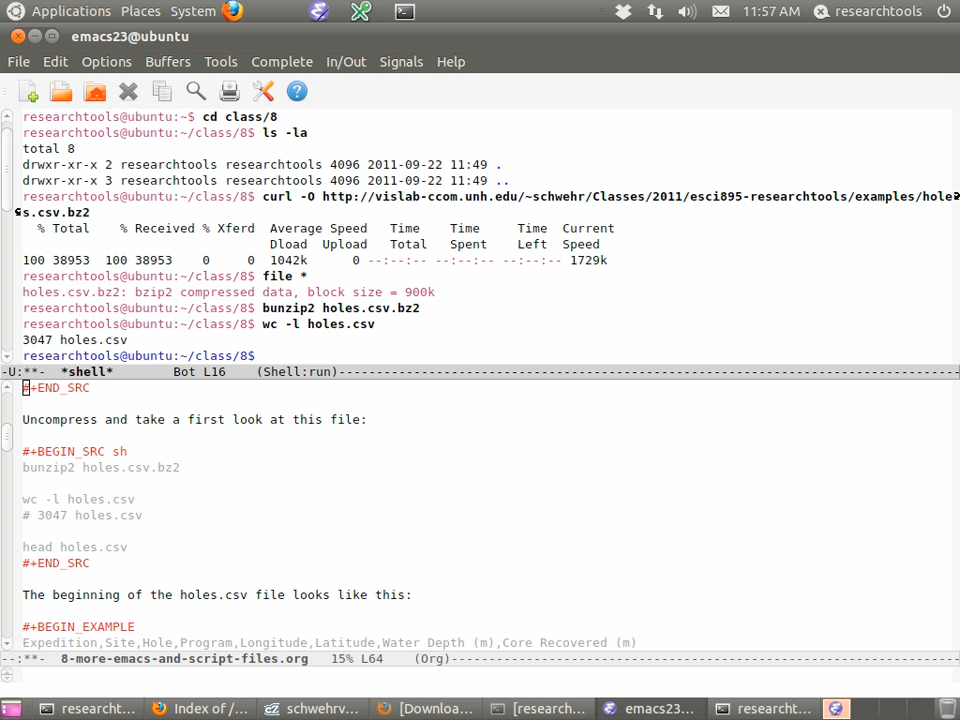 Applications Places System 11:57 AM researchtools
emacs23@ubuntu
File Edit Options Buffers Tools Complete In/Out Signals Help
researchtools@ubuntu:~$ cd class/8
researchtools@ubuntu:~/class/8$ ls -la
total 8
drwxr-xr-x 2 researchtools researchtools 4096 2011-09-22 11:49 .
drwxr-xr-x 3 researchtools researchtools 4096 2011-09-22 11:49 ..
researchtools@ubuntu:~/class/8$ curl -O http://vislab-ccom.unh.edu/~schwehr/Classes/2011/esci895-researchtools/examples/hole
s.csv.bz2
% Total % Received % Xferd Average Speed Time Time Time Current
Dload Upload Total Spent Left Speed
100 38953 100 38953 0 0 1042k 0 --:--:-- --:--:-- --:--:-- 1729k
researchtools@ubuntu:~/class/8$ file *
holes.csv.bz2: bzip2 compressed data, block size = 900k
researchtools@ubuntu:~/class/8$ bunzip2 holes.csv.bz2
researchtools@ubuntu:~/class/8$ wc -l holes.csv
3047 holes.csv
researchtools@ubuntu:~/class/8$
-U:**- *shell* Bot L16 (Shell:run)----------------------------------------
#+END_SRC
Uncompress and take a first look at this file:
#+BEGIN_SRC sh
bunzip2 holes.csv.bz2
wc -l holes.csv
# 3047 holes.csv
head holes.csv
#+END_SRC
The beginning of the holes.csv file looks like this:
#+BEGIN_EXAMPLE
Expedition,Site,Hole,Program,Longitude,Latitude,Water Depth (m),Core Recovered (m)
--:**- 8-more-emacs-and-script-files.org 15% L64 (Org)----------------------------------------
researcht... Index of /... schwehrv... [Downloa... [research... emacs23... researcht...